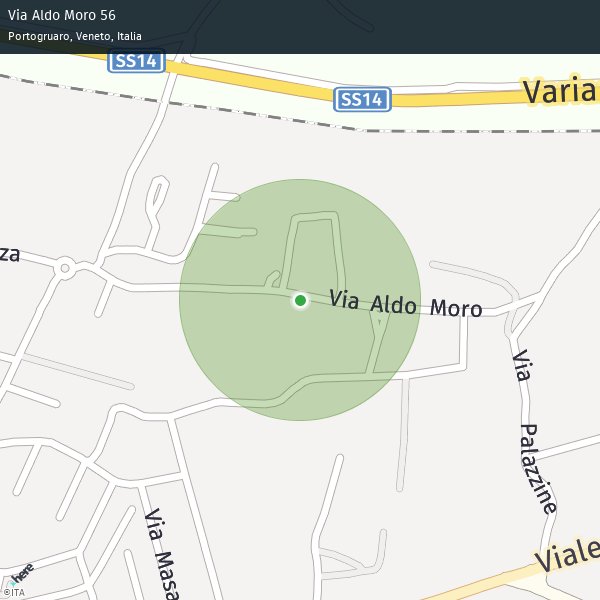 Via Aldo Moro 56
Portogruaro, Veneto, Italia
SS14
SS14
Varia
za
Via Aldo Moro
Via Palazzine
Via Masa
Viale
here
©ITA